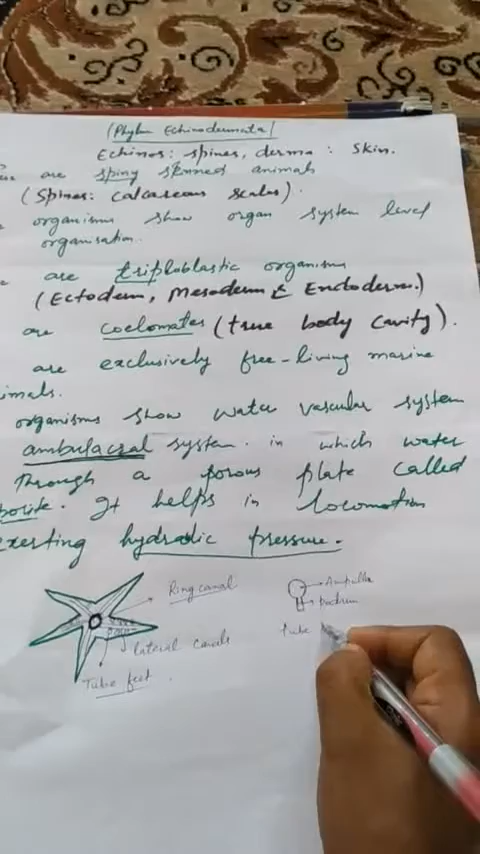 (Phylum Echinodermata)
Echinos: spines, derma : Skin.
are spiny skinned animals
(Spines: Calcareous Scales).
organisms show organ system level
organisation.
are triploblastic organisms
(Ectoderm, Mesoderm & Endoderm.)
are coelomates (true body cavity).
are exclusively free-living marine
imals.
organisms show water vascular system
ambulacral system. in which water
through a porous plate called
porite. It helps in locomotion
exerting hydraulic pressure.
Ring canal
lateral canals
Tube feet.
Ampulla
Podium
Tube